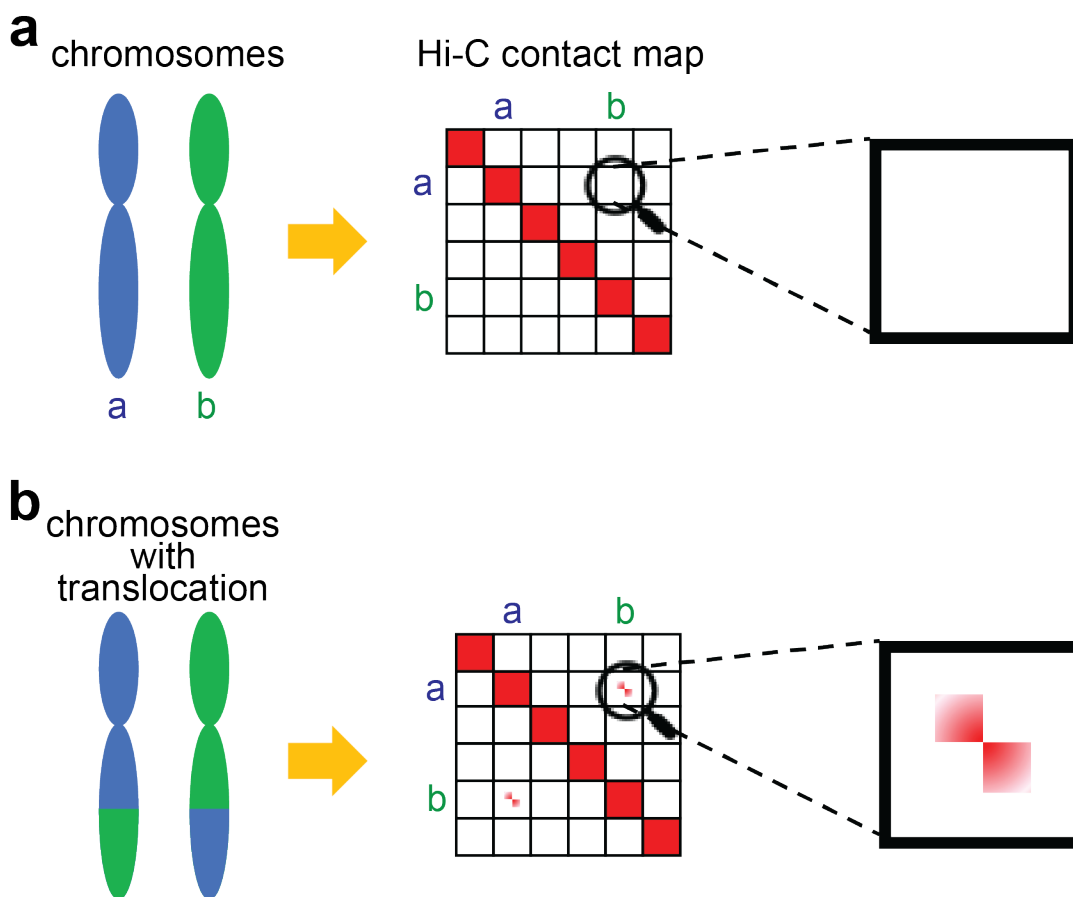 a
chromosomes
Hi-C contact map
a b
a
b
a b
b
chromosomes
with
translocation
a b
a
b